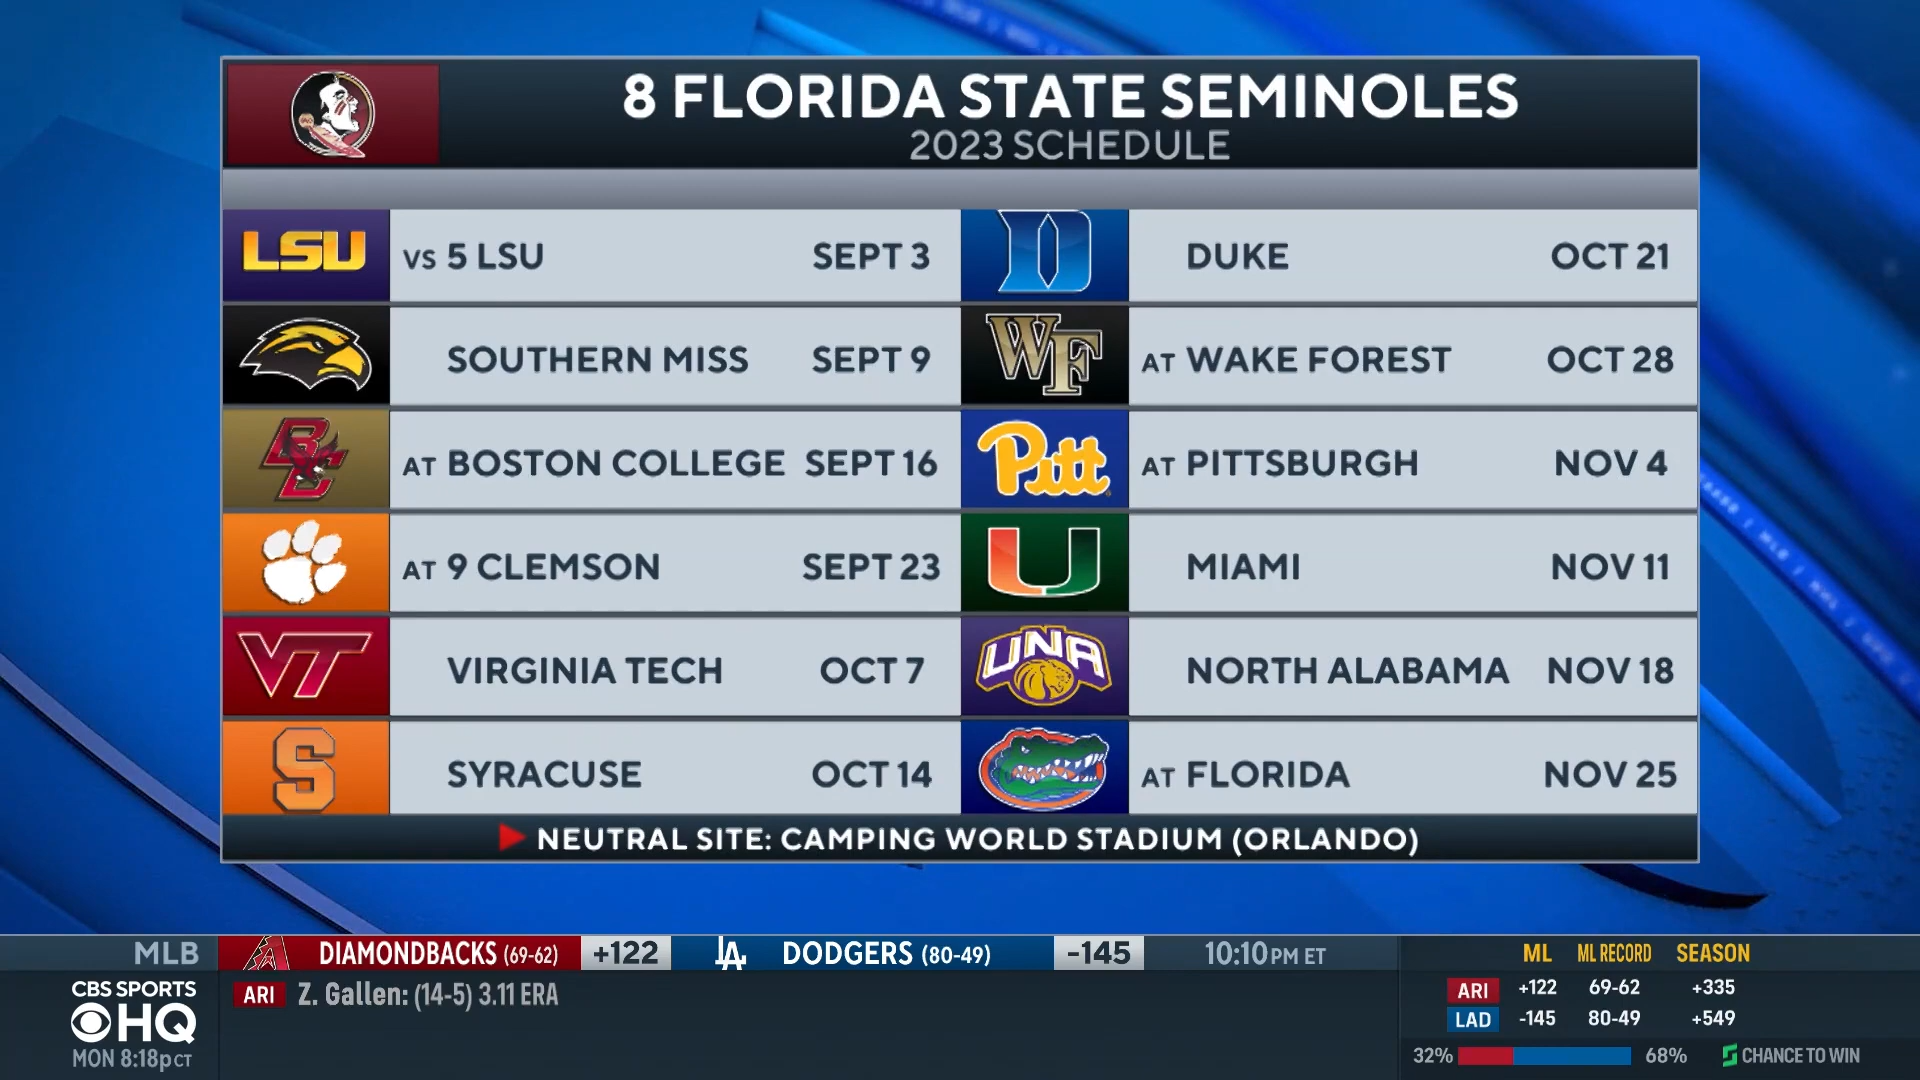 8 FLORIDA STATE SEMINOLES
2023 SCHEDULE
LSU vs 5 LSU SEPT 3
SOUTHERN MISS SEPT 9
BC AT BOSTON COLLEGE SEPT 16
AT 9 CLEMSON SEPT 23
VT VIRGINIA TECH OCT 7
S SYRACUSE OCT 14
D DUKE OCT 21
WF AT WAKE FOREST OCT 28
Pitt AT PITTSBURGH NOV 4
U MIAMI NOV 11
UNA NORTH ALABAMA NOV 18
AT FLORIDA NOV 25
NEUTRAL SITE: CAMPING WORLD STADIUM (ORLANDO)
MLB A DIAMONDBACKS (69-62) +122 LA DODGERS (80-49) -145 10:10 PM ET
ARI Z. Gallen: (14-5) 3.11 ERA
CBS SPORTS
HQ
MON 8:18p CT
ML ML RECORD SEASON
ARI +122 69-62 +335
LAD -145 80-49 +549
32% 68% CHANCE TO WIN